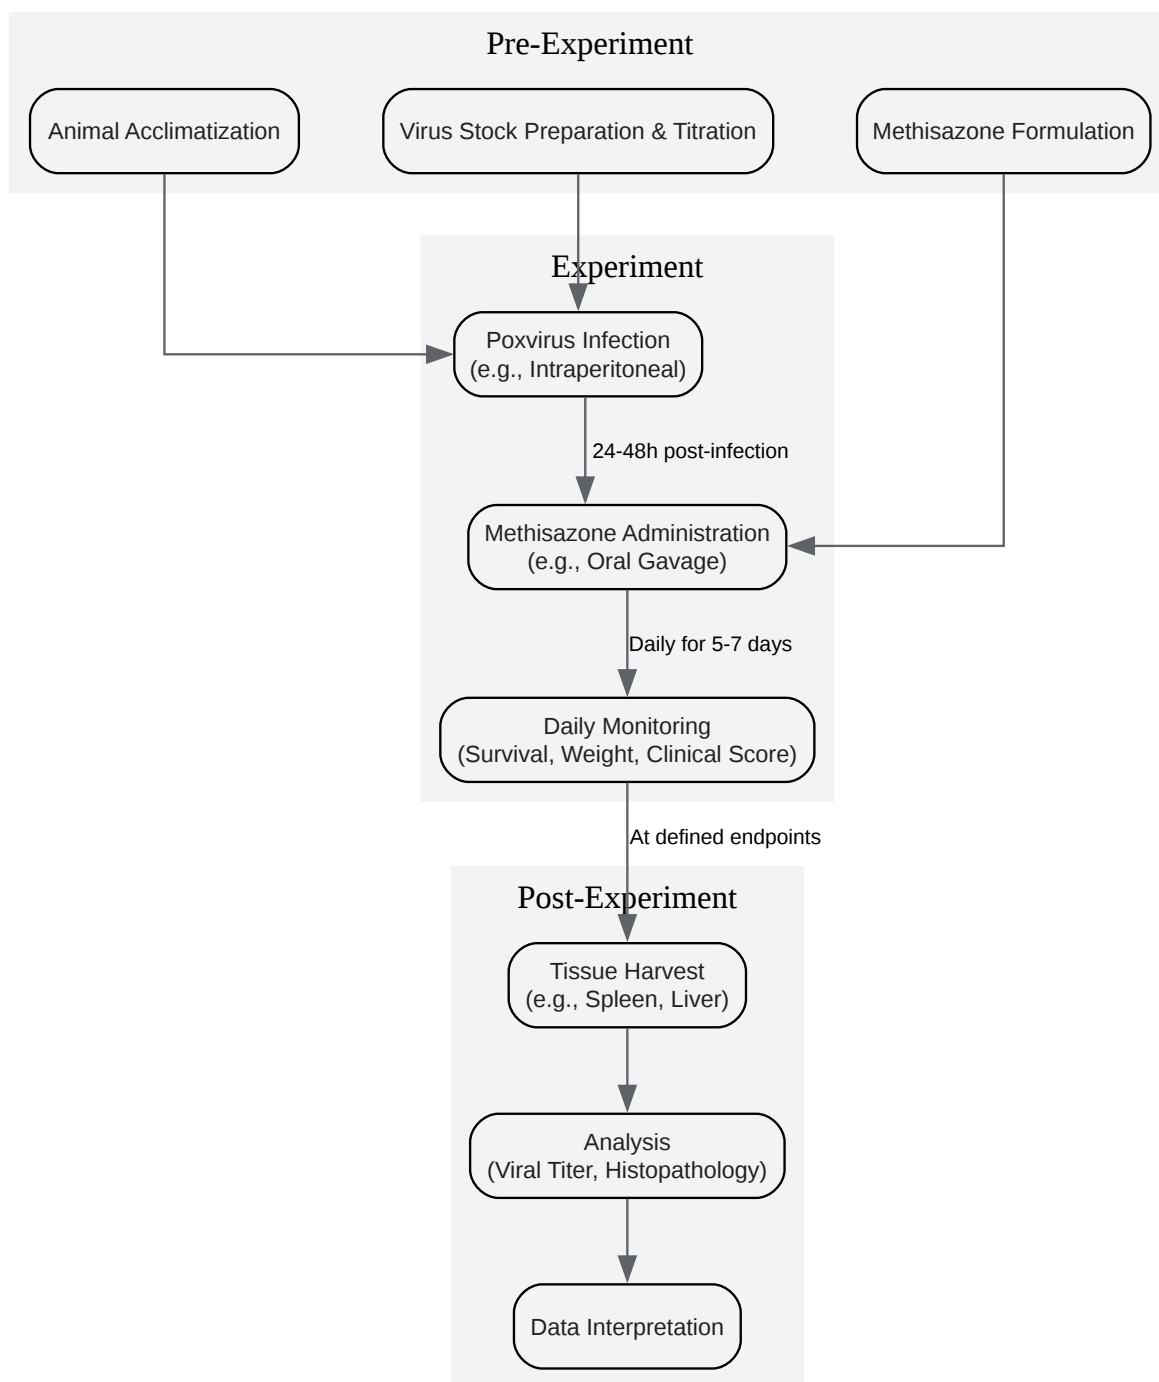 Pre-Experiment
Animal Acclimatization
Virus Stock Preparation & Titration
Methisazone Formulation
Experiment
Poxvirus Infection
(e.g., Intraperitoneal)
24-48h post-infection
Methisazone Administration
(e.g., Oral Gavage)
Daily for 5-7 days
Daily Monitoring
(Survival, Weight, Clinical Score)
At defined endpoints
Post-Experiment
Tissue Harvest
(e.g., Spleen, Liver)
Analysis
(Viral Titer, Histopathology)
Data Interpretation